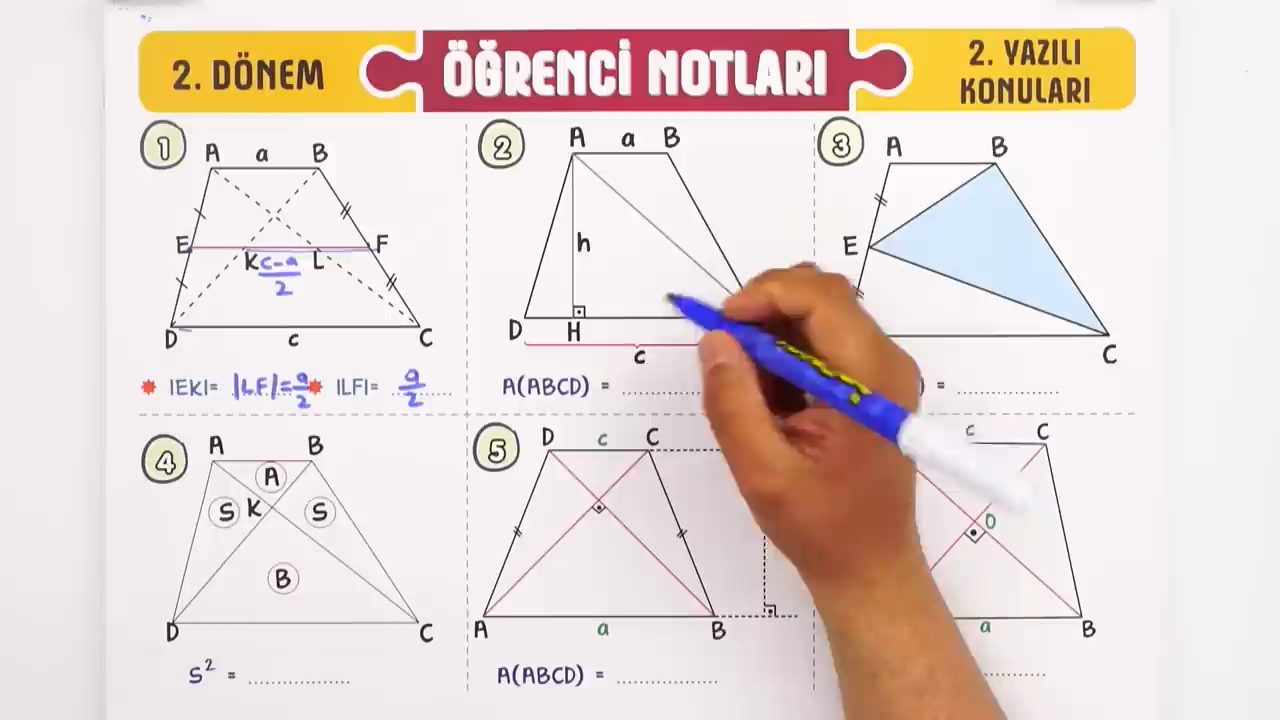 2. DÖNEM
ÖĞRENCİ NOTLARI
2. YAZILI
KONULARI
1
A a B
E F
K L
c-a
2
D c C
|EK|= |LF|=a/2
|LF|= a/2
2
A a B
h
D H
c
A(ABCD) =
3
A B
E
C
) =
4
A B
A
S K S
B
D C
S² =
5
D c C
A a B
A(ABCD) =
c C
O
a B